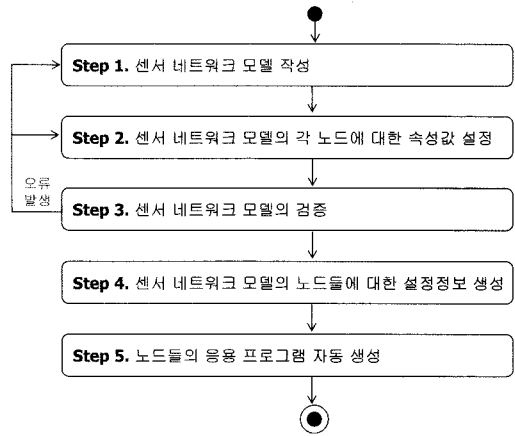 Step 1. 센서 네트워크 모델 작성
Step 2. 센서 네트워크 모델의 각 노드에 대한 속성값 설정
오류
발생
Step 3. 센서 네트워크 모델의 검증
Step 4. 센서 네트워크 모델의 노드들에 대한 설정정보 생성
Step 5. 노드들의 응용 프로그램 자동 생성